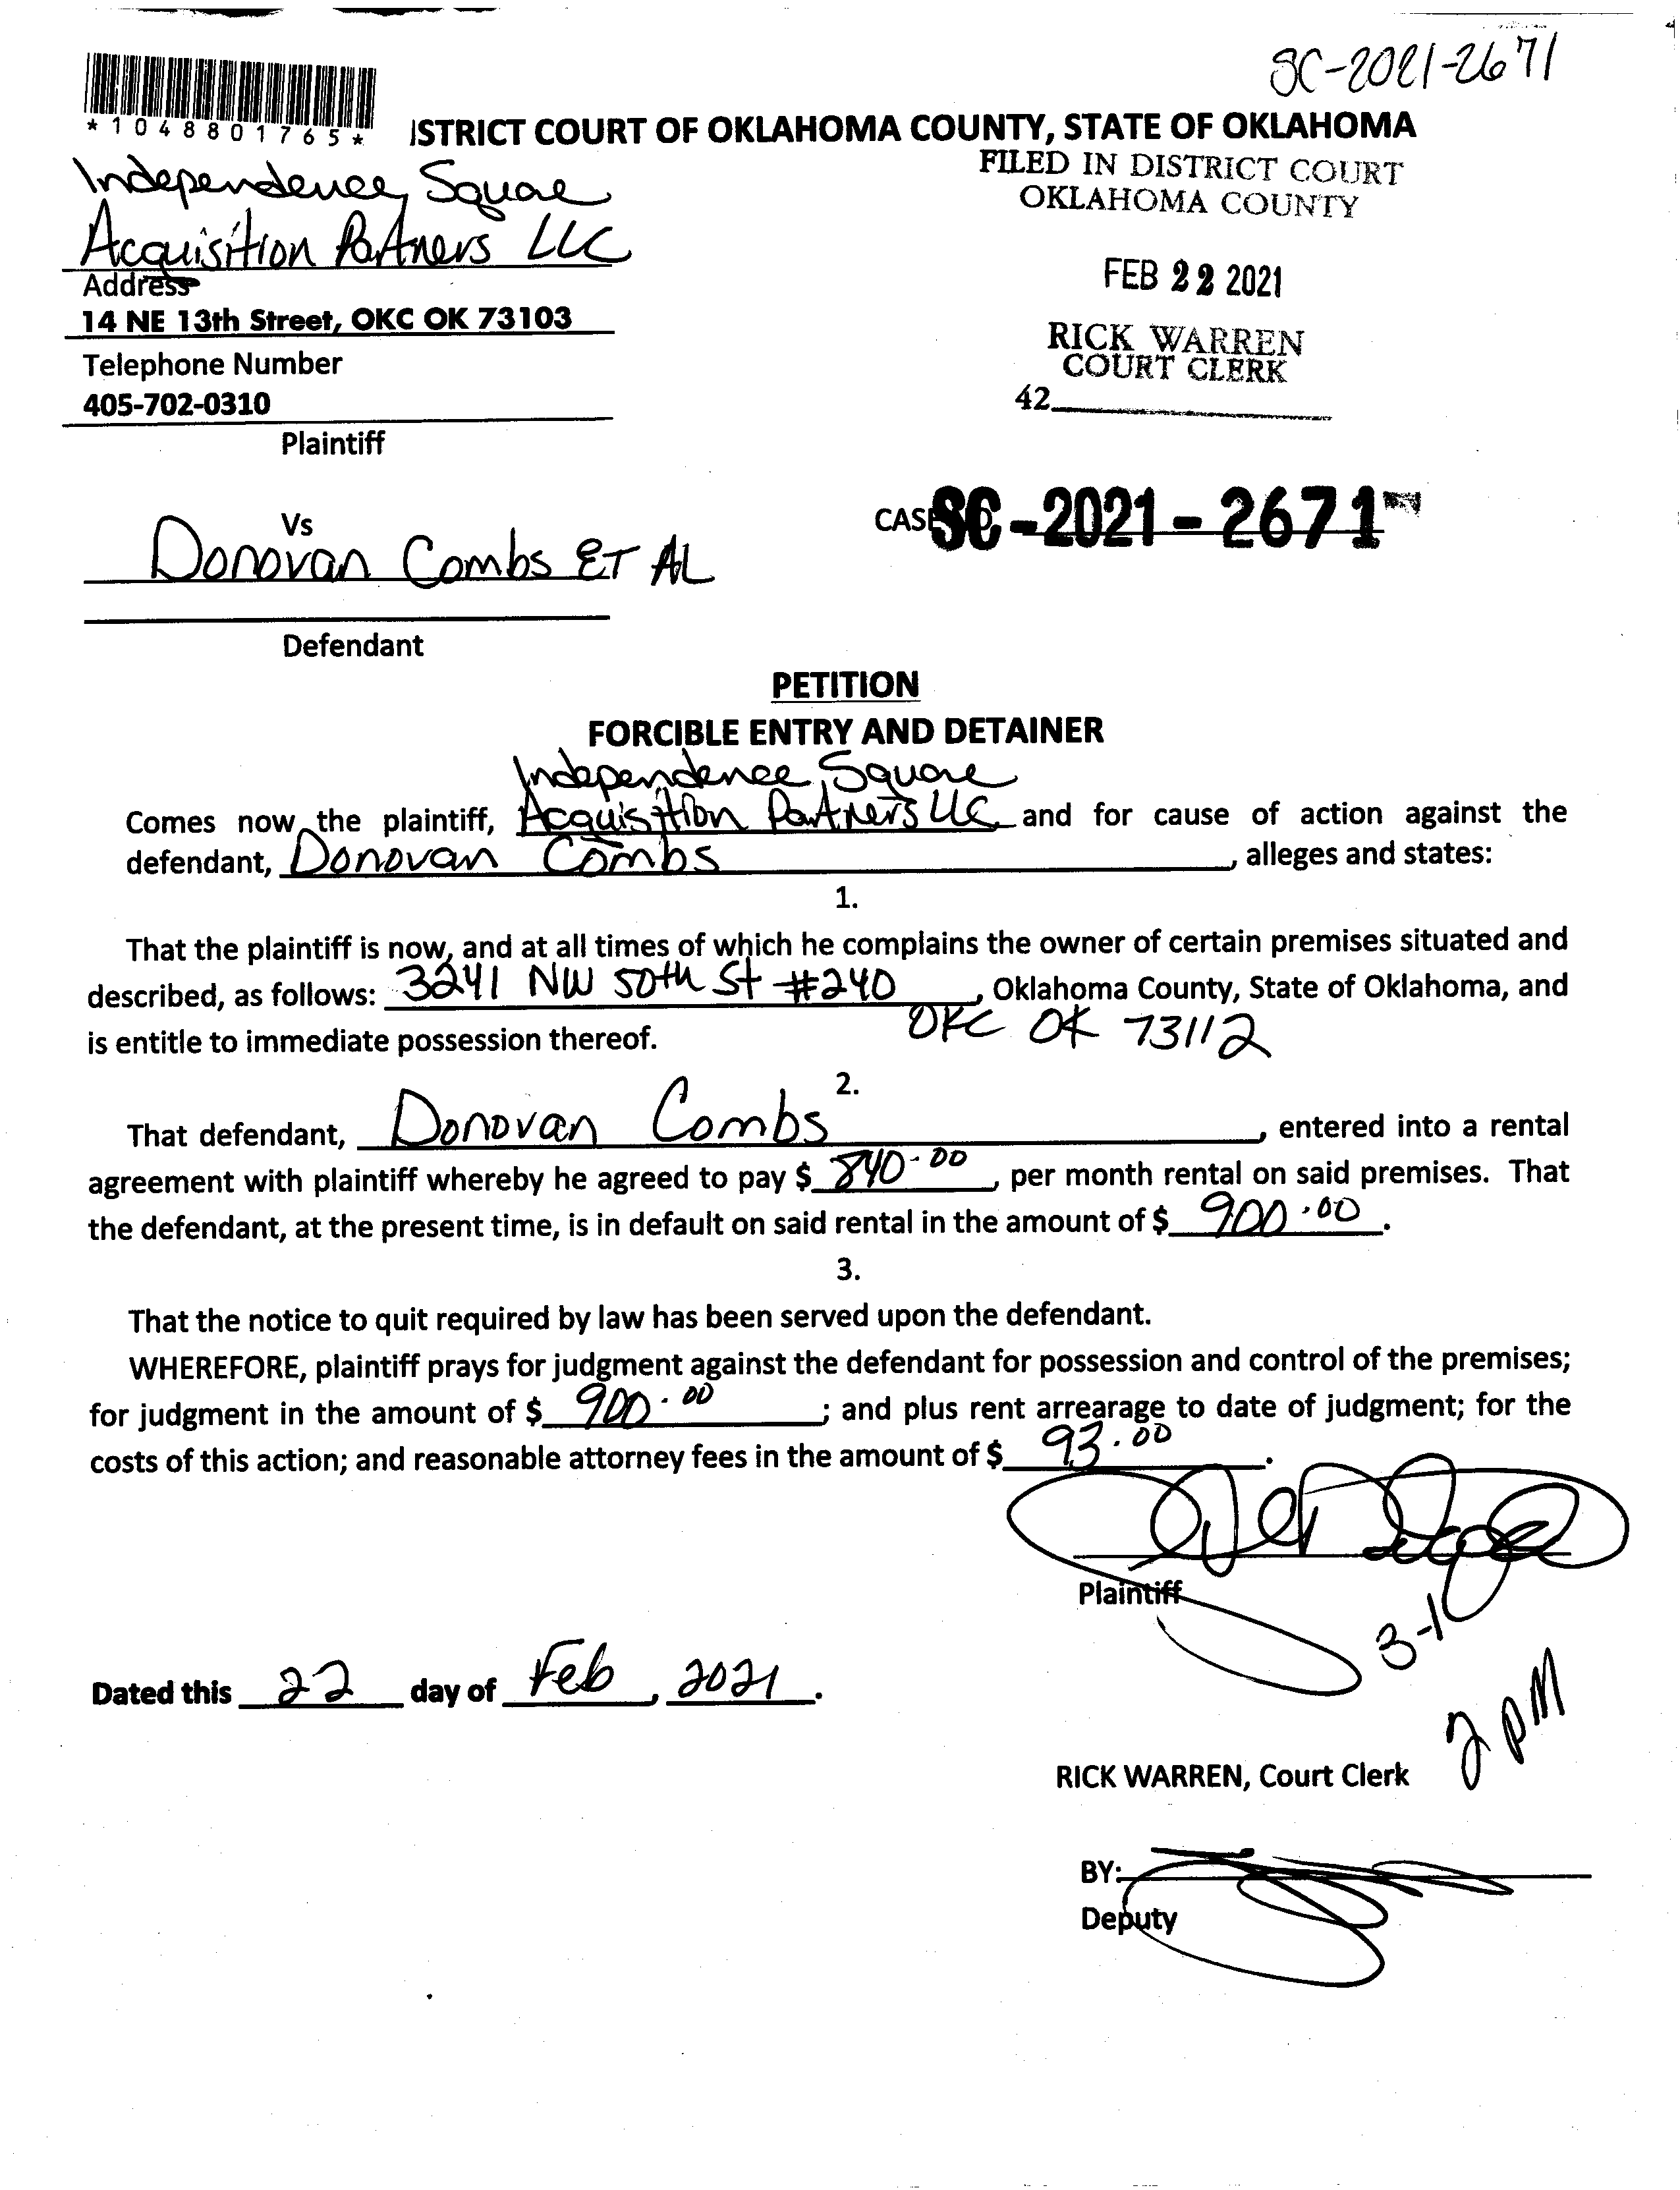 SC-2021-2671
*1048801765*
ISTRICT COURT OF OKLAHOMA COUNTY, STATE OF OKLAHOMA
FILED IN DISTRICT COURT
OKLAHOMA COUNTY
Independence Square
Acquisition Partners LLC
Address
14 NE 13th Street, OKC OK 73103
Telephone Number
405-702-0310
Plaintiff
FEB 22 2021
RICK WARREN
COURT CLERK
42
CASE SC-2021-2671
Vs
Donovan Combs ET AL
Defendant
PETITION
FORCIBLE ENTRY AND DETAINER
Independence Square
Comes now the plaintiff, Acquisition Partners LLC and for cause of action against the
defendant, Donovan Combs, alleges and states:
1.
That the plaintiff is now, and at all times of which he complains the owner of certain premises situated and
described, as follows: 3241 NW 50th St #240, Oklahoma County, State of Oklahoma, and
OKC OK 73112
is entitle to immediate possession thereof.
2.
That defendant, Donovan Combs, entered into a rental
agreement with plaintiff whereby he agreed to pay $ 840.00, per month rental on said premises. That
the defendant, at the present time, is in default on said rental in the amount of $ 900.00.
3.
That the notice to quit required by law has been served upon the defendant.
WHEREFORE, plaintiff prays for judgment against the defendant for possession and control of the premises;
for judgment in the amount of $ 900.00; and plus rent arrearage to date of judgment; for the
costs of this action; and reasonable attorney fees in the amount of $ 93.00.
Plaintiff
Dated this 22 day of Feb, 2021.
2 PM
RICK WARREN, Court Clerk
BY:
Deputy